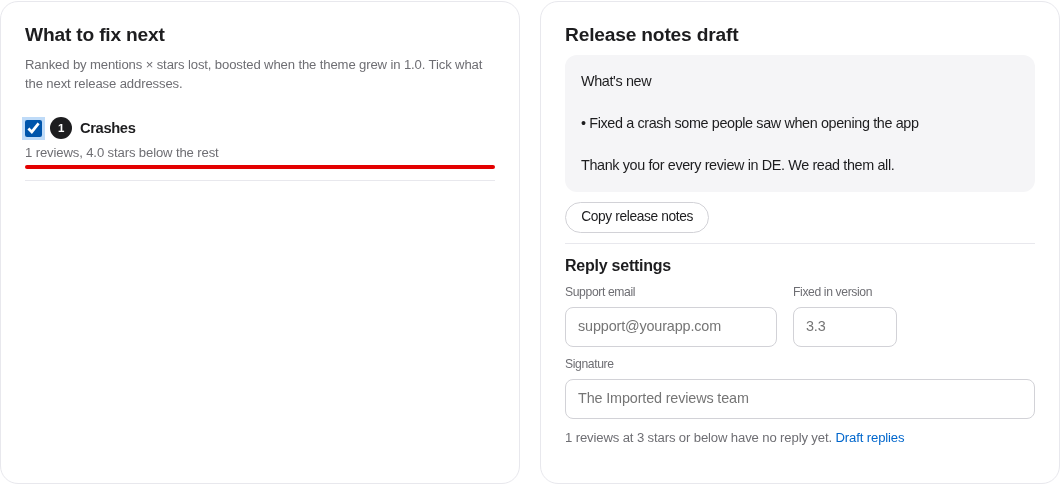 What to fix next
Ranked by mentions × stars lost, boosted when the theme grew in 1.0. Tick what
the next release addresses.
1 Crashes
1 reviews, 4.0 stars below the rest
Release notes draft
What's new
• Fixed a crash some people saw when opening the app
Thank you for every review in DE. We read them all.
Copy release notes
Reply settings
Support email
Fixed in version
support@yourapp.com
3.3
Signature
The Imported reviews team
1 reviews at 3 stars or below have no reply yet. Draft replies